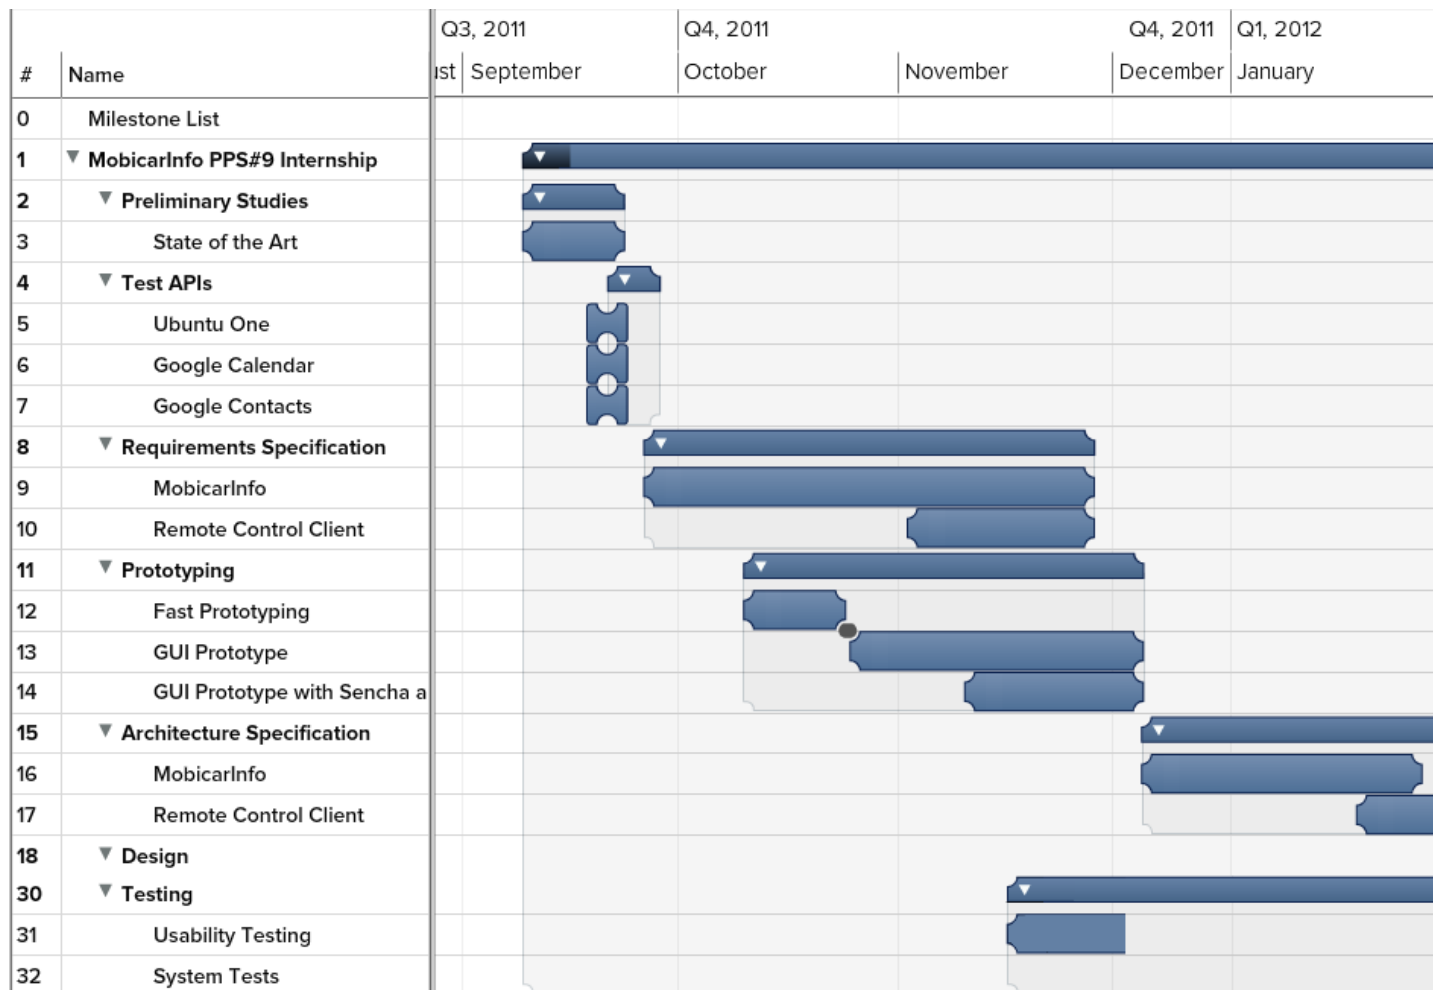 Q3, 2011 Q4, 2011 Q4, 2011 Q1, 2012
# Name ust September October November December January
0 Milestone List
1 MobicarInfo PPS#9 Internship
2 Preliminary Studies
3 State of the Art
4 Test APIs
5 Ubuntu One
6 Google Calendar
7 Google Contacts
8 Requirements Specification
9 MobicarInfo
10 Remote Control Client
11 Prototyping
12 Fast Prototyping
13 GUI Prototype
14 GUI Prototype with Sencha a
15 Architecture Specification
16 MobicarInfo
17 Remote Control Client
18 Design
30 Testing
31 Usability Testing
32 System Tests